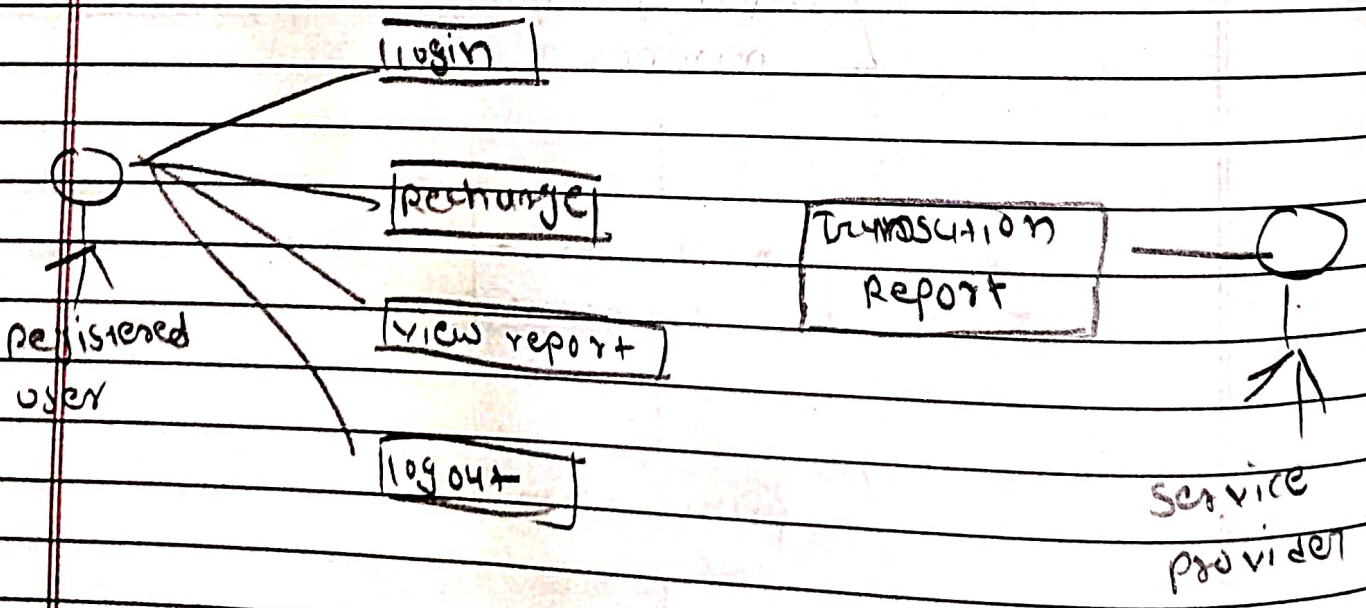 login
Recharge
Transaction
Report
view report
Registered
user
logout
Service
provider